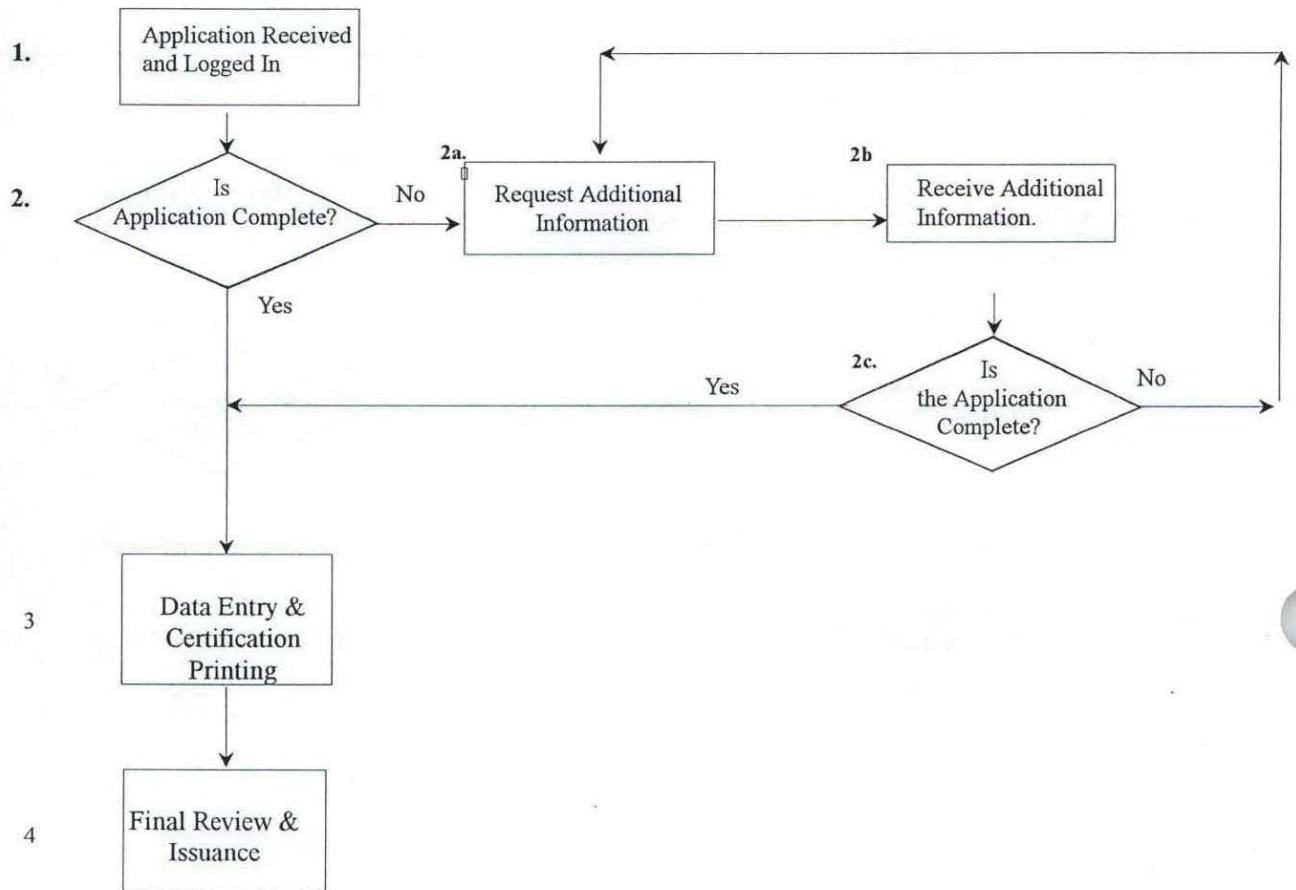 1.
Application Received
and Logged In
2.
Is
Application Complete?
No
Yes
2a.
Request Additional
Information
2b
Receive Additional
Information.
2c.
Is
the Application
Complete?
Yes
No
3
Data Entry &
Certification
Printing
4
Final Review &
Issuance